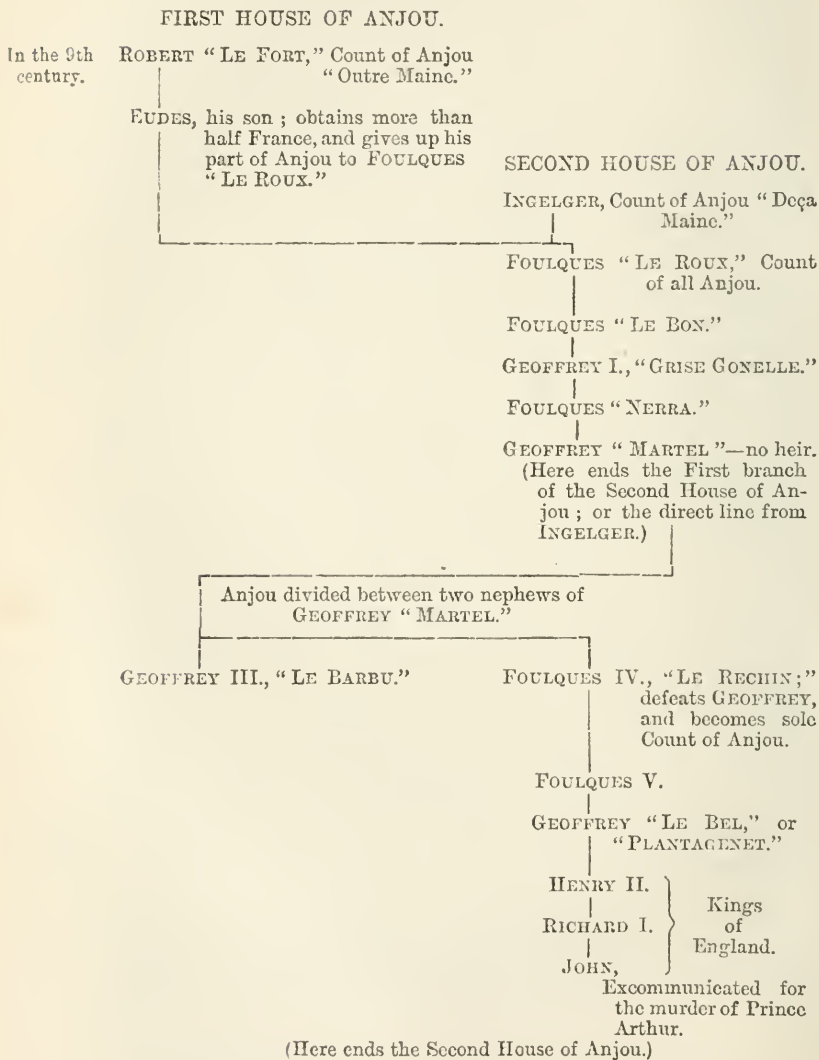 FIRST HOUSE OF ANJOU.
In the 9th century.
ROBERT “LE FORT,” Count of Anjou
“Outre Maine.”
EUDES, his son; obtains more than
half France, and gives up his
part of Anjou to FOULQUES
“LE ROUX.”
SECOND HOUSE OF ANJOU.
INGELGER, Count of Anjou “Deça
Maine.”
FOULQUES “LE ROUX,” Count
of all Anjou.
FOULQUES “LE BON.”
GEOFFREY I., “GRISE GONELLE.”
FOULQUES “NERRA.”
GEOFFREY “MARTEL”—no heir.
(Here ends the First branch
of the Second House of An-
jou; or the direct line from
INGELGER.)
Anjou divided between two nephews of
GEOFFREY “MARTEL.”
GEOFFREY III., “LE BARBU.”
FOULQUES IV., “LE RECHIN;”
defeats GEOFFREY,
and becomes sole
Count of Anjou.
FOULQUES V.
GEOFFREY “LE BEL,” or
“PLANTAGENET.”
HENRY II.
RICHARD I.
JOHN,
Kings
of
England.
Excommunicated for
the murder of Prince
Arthur.
(Here ends the Second House of Anjou.)